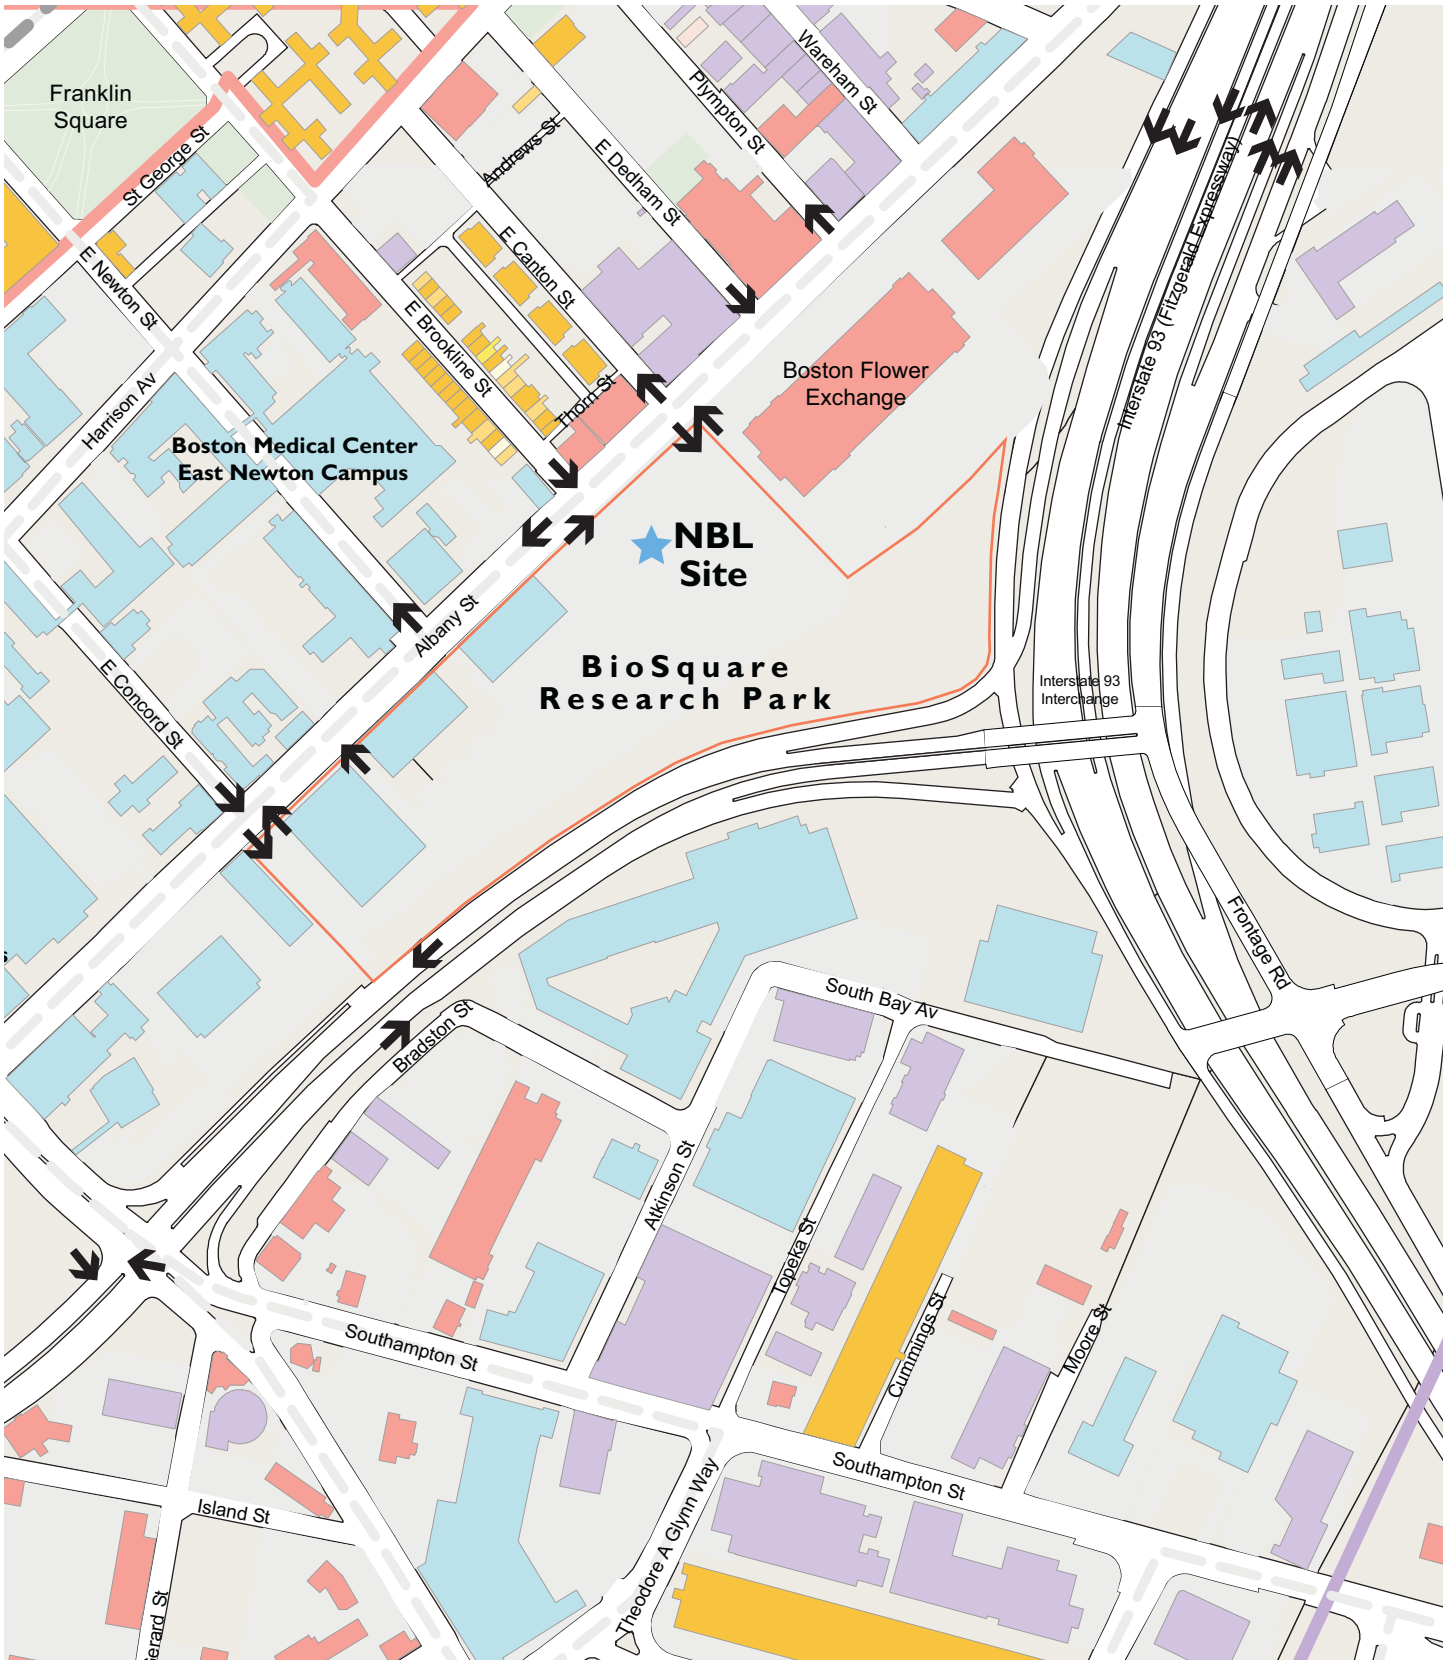 Franklin
Square
St George St
Wareham St
Plympton St
Andrews St
E Dedham St
E Newton St
E Canton St
E Brookline St
Thorn St
Harrison Av
Boston Medical Center
East Newton Campus
Boston Flower
Exchange
Interstate 93 (Fitzgerald Expressway)
NBL
Site
Albany St
BioSquare
Research Park
E Concord St
Interstate 93
Interchange
Frontage Rd
South Bay Av
Bradston St
Atkinson St
Topeka St
Cummings St
Moore St
Southampton St
Southampton St
Island St
Theodore A Glynn Way